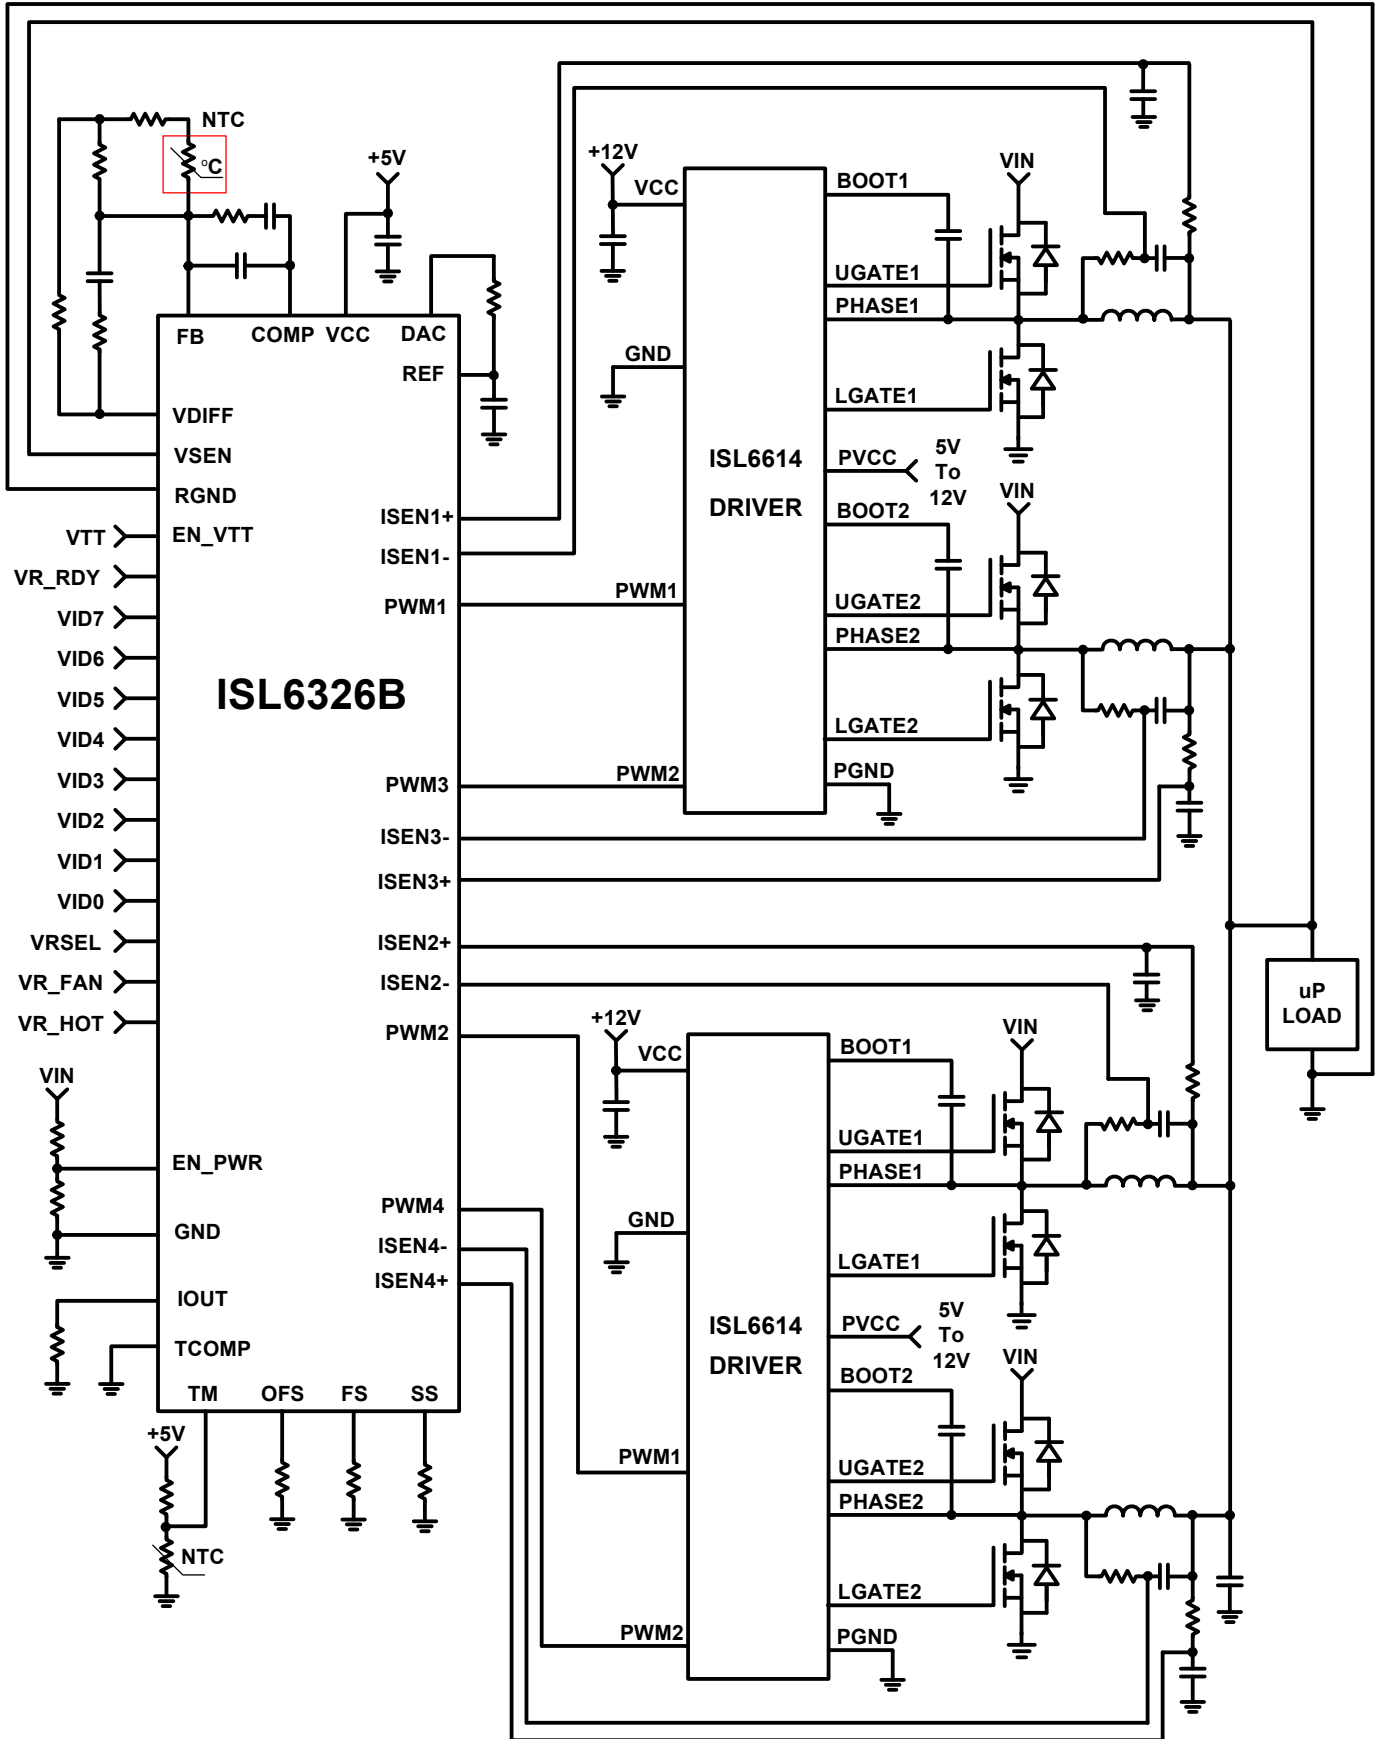 NTC
°C
+5V
FB
COMP
VCC
DAC
REF
VDIFF
VSEN
RGND
VTT
EN_VTT
VR_RDY
VID7
VID6
VID5
VID4
VID3
VID2
VID1
VID0
VRSEL
VR_FAN
VR_HOT
VIN
EN_PWR
GND
IOUT
TCOMP
TM
OFS
FS
SS
+5V
NTC
ISL6326B
ISEN1+
ISEN1-
PWM1
PWM3
ISEN3-
ISEN3+
ISEN2+
ISEN2-
PWM2
PWM4
ISEN4-
ISEN4+
+12V
VCC
GND
PWM1
PWM2
ISL6614
DRIVER
BOOT1
UGATE1
PHASE1
LGATE1
PVCC
5V
To
12V
BOOT2
UGATE2
PHASE2
LGATE2
PGND
VIN
VIN
+12V
VCC
GND
PWM1
PWM2
ISL6614
DRIVER
BOOT1
UGATE1
PHASE1
LGATE1
PVCC
5V
To
12V
BOOT2
UGATE2
PHASE2
LGATE2
PGND
VIN
VIN
uP
LOAD